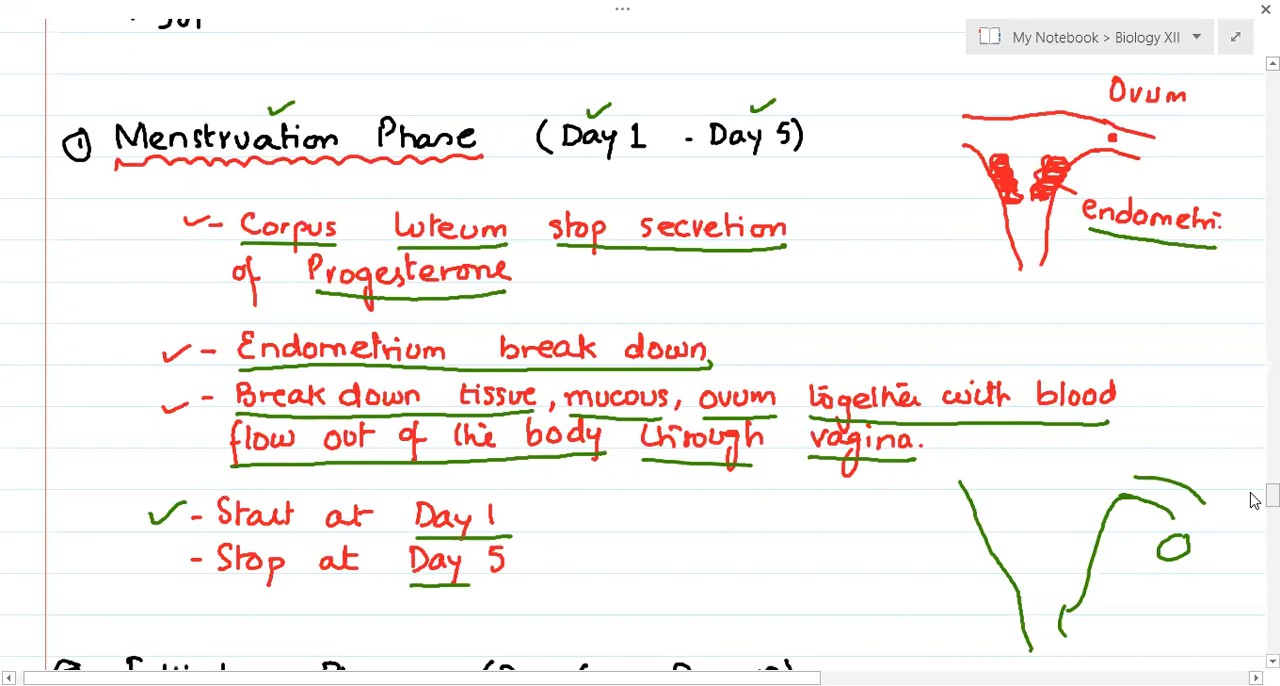 My Notebook > Biology XII
Ovum
① Menstruation Phase (Day 1 - Day 5)
endometri.
- Corpus luteum stop secretion
of Progesterone
- Endometrium break down,
- Break down tissue, mucous, ovum together with blood
flow out of the body through vagina.
- Start at Day 1
- Stop at Day 5
Phase